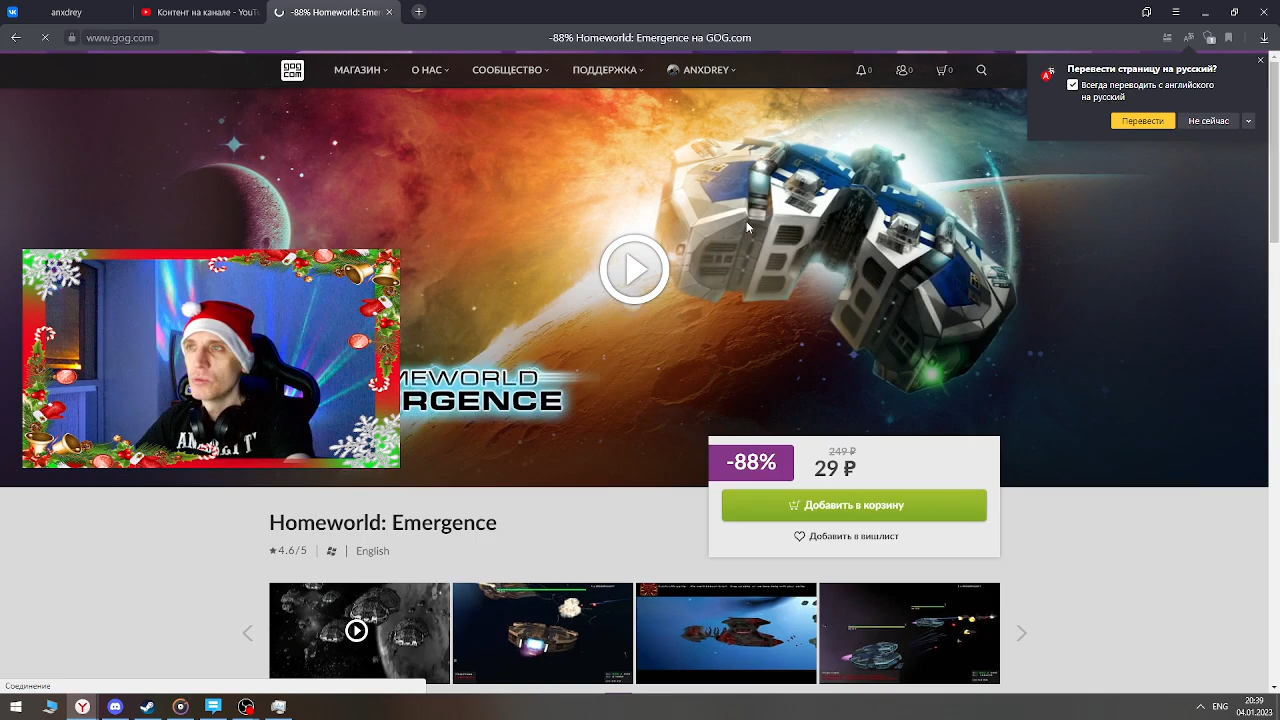 anxdrey
Контент на канале - YouTu
-88% Homeworld: Emergen
www.gog.com
-88% Homeworld: Emergence на GOG.com
gog
com
МАГАЗИН
О НАС
СООБЩЕСТВО
ПОДДЕРЖКА
ANXDREY
0
0
0
Перевести страницу на русский?
Всегда переводить с английского
на русский
Перевести
Не сейчас
MEWORLD
RGENCE
-88%
249 ₽
29 ₽
Добавить в корзину
Добавить в вишлист
Homeworld: Emergence
4.6/5
English
Соединение
ENG
20:39
04.01.2023